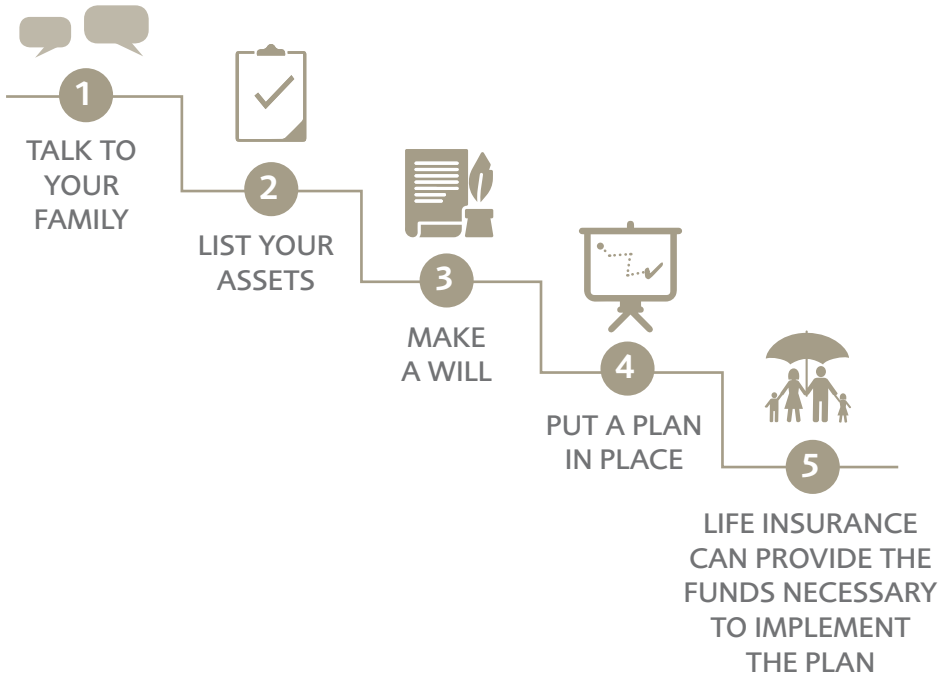 1
TALK TO
YOUR
FAMILY
2
LIST YOUR
ASSETS
3
MAKE
A WILL
4
PUT A PLAN
IN PLACE
5
LIFE INSURANCE
CAN PROVIDE THE
FUNDS NECESSARY
TO IMPLEMENT
THE PLAN